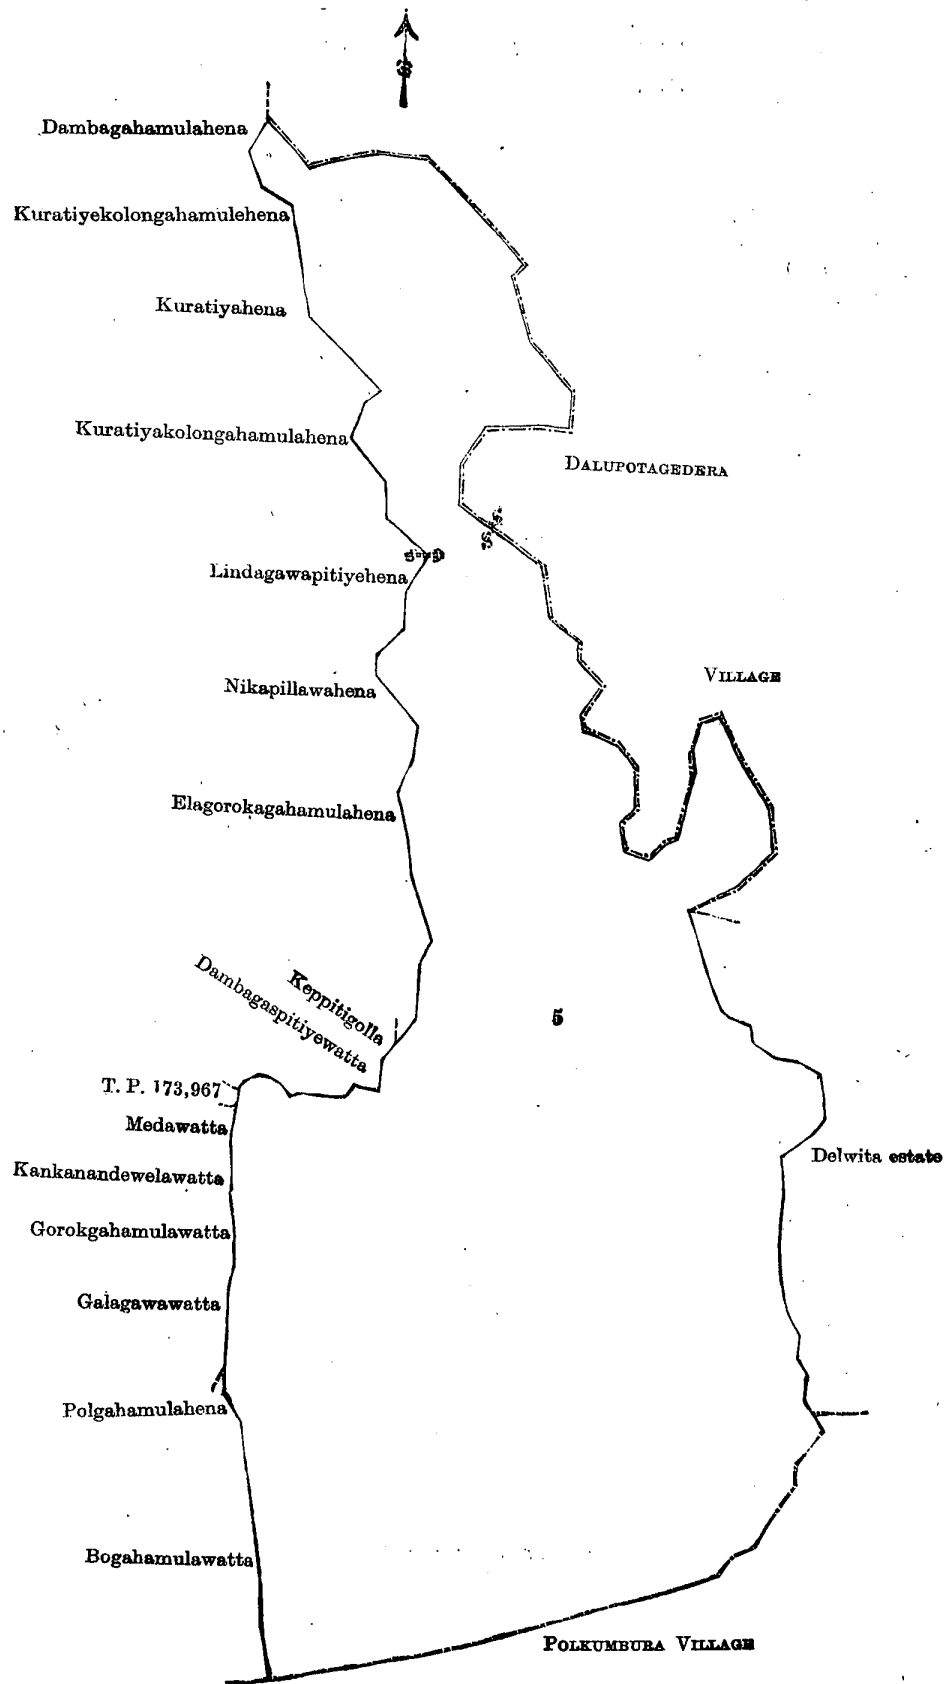 Dambagahamulahena
Kuratiyekolongahamulehena
Kuratiyahena
Kuratiyakolongahamulahena
DALUPOTAGEDERA
Lindagawapitiyehena
VILLAGE
Nikapillawahena
Elagorokagahamulahena
Keppitigolla
Dambagaspitiyewatta
5
T. P. 173,967
Medawatta
Delwita estate
Kankanandewelawatta
Gorokgahamulawatta
Galagawawatta
Polgahamulahena
Bogahamulawatta
POLKUMBURA VILLAGE